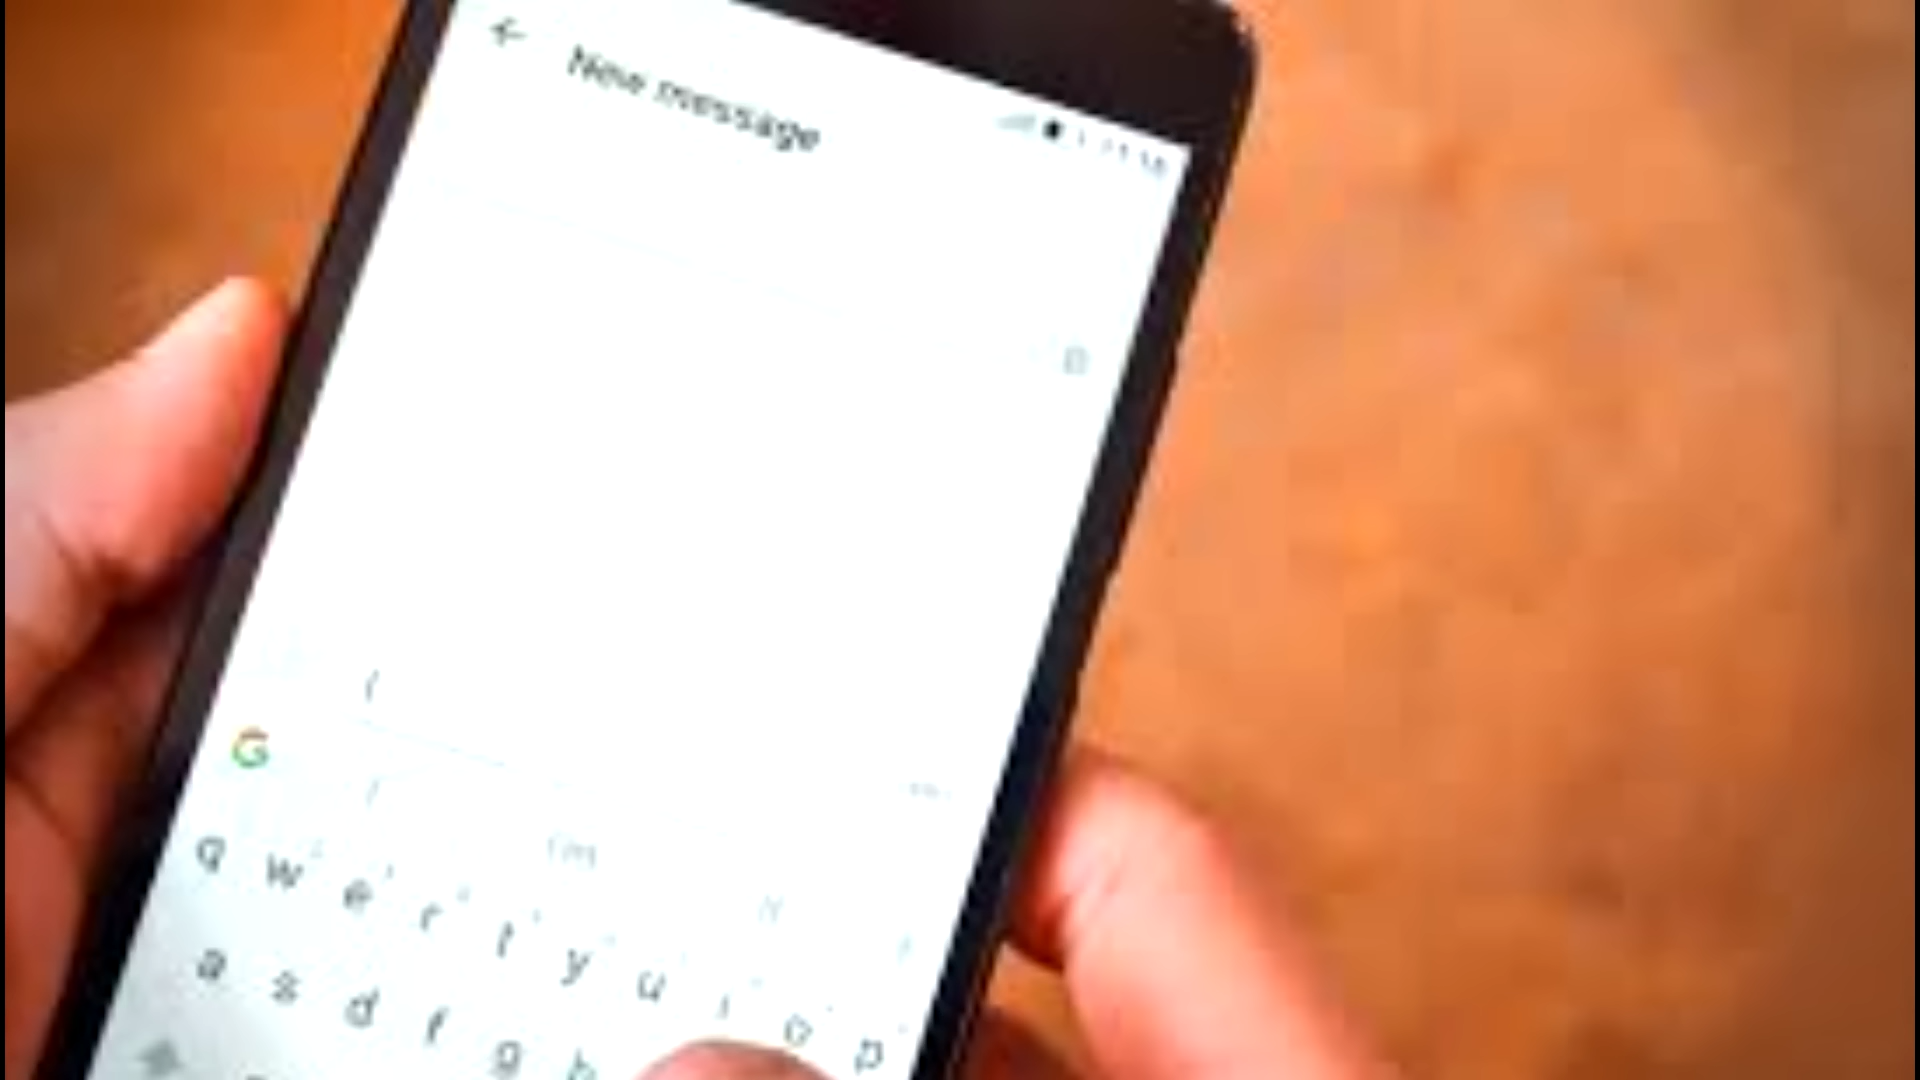 New message
G
I'm
q w e r t y u i o p
a s d f g h